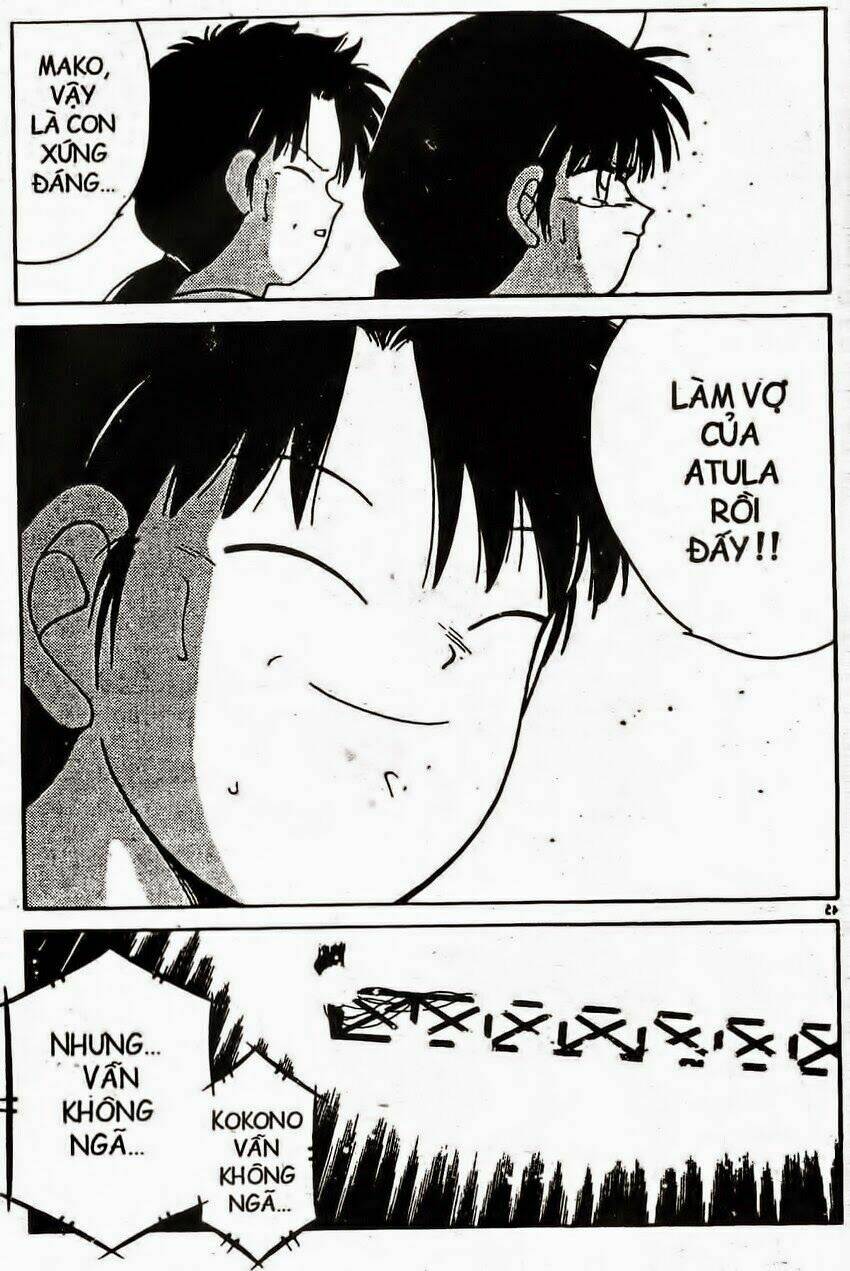 MAKO,
VẬY
LÀ CON
XỨNG
ĐÁNG...
LÀM VỢ
CỦA
ATULA
RỒI
ĐẤY!!
NHƯNG...
VẪN
KHÔNG
NGÃ...
KOKONO
VẪN
KHÔNG
NGÃ...